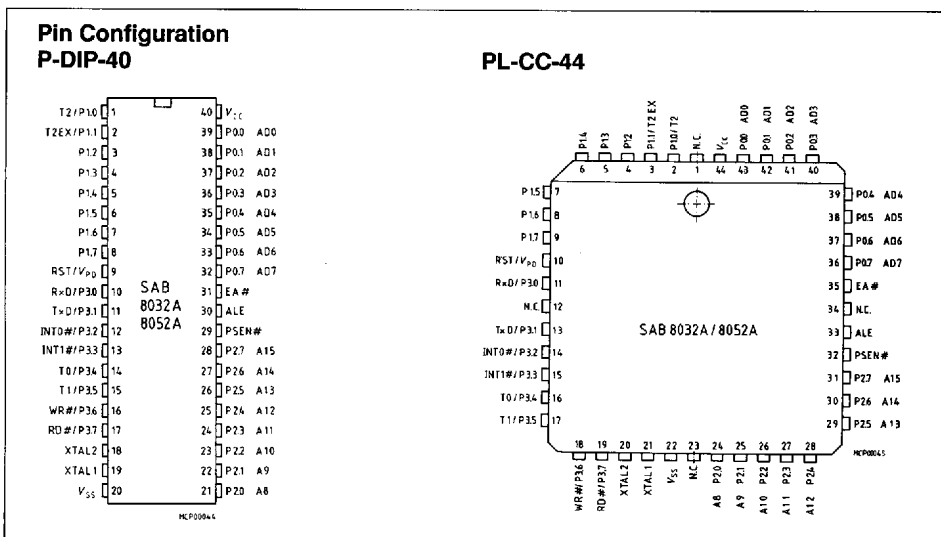 Pin Configuration
P-DIP-40
PL-CC-44
T2/P1.0 1
T2EX/P1.1 2
P1.2 3
P1.3 4
P1.4 5
P1.5 6
P1.6 7
P1.7 8
RST/VPD 9
RxD/P3.0 10
TxD/P3.1 11
INT0#/P3.2 12
INT1#/P3.3 13
T0/P3.4 14
T1/P3.5 15
WR#/P3.6 16
RD#/P3.7 17
XTAL2 18
XTAL1 19
VSS 20
SAB
8032A
8052A
40 VCC
39 P0.0 AD0
38 P0.1 AD1
37 P0.2 AD2
36 P0.3 AD3
35 P0.4 AD4
34 P0.5 AD5
33 P0.6 AD6
32 P0.7 AD7
31 EA#
30 ALE
29 PSEN#
28 P2.7 A15
27 P2.6 A14
26 P2.5 A13
25 P2.4 A12
24 P2.3 A11
23 P2.2 A10
22 P2.1 A9
21 P2.0 A8
MCP00044
P1.4 6
P1.3 5
P1.2 4
P1.1/T2EX 3
P1.0/T2 2
N.C. 1
VCC 44
P0.0 AD0 43
P0.1 AD1 42
P0.2 AD2 41
P0.3 AD3 40
P1.5 7
P1.6 8
P1.7 9
RST/VPD 10
RxD/P3.0 11
N.C. 12
TxD/P3.1 13
INT0#/P3.2 14
INT1#/P3.3 15
T0/P3.4 16
T1/P3.5 17
SAB 8032A/8052A
39 P0.4 AD4
38 P0.5 AD5
37 P0.6 AD6
36 P0.7 AD7
35 EA#
34 N.C.
33 ALE
32 PSEN#
31 P2.7 A15
30 P2.6 A14
29 P2.5 A13
18 WR#/P3.6
19 RD#/P3.7
20 XTAL2
21 XTAL1
22 VSS
23 N.C.
24 A8 P2.0
25 A9 P2.1
26 A10 P2.2
27 A11 P2.3
28 A12 P2.4
MCP00045